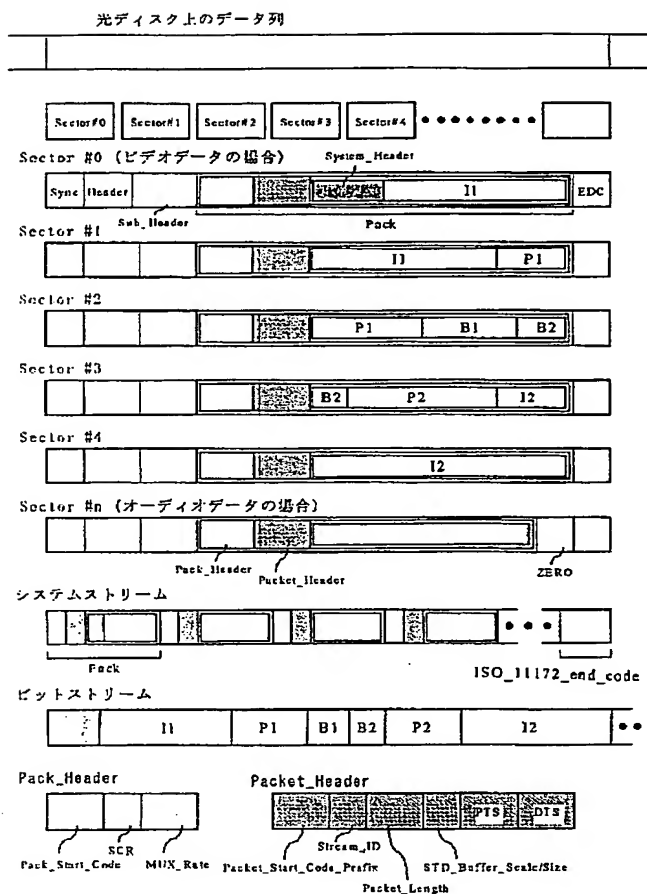 光ディスク上のデータ列
Sector#0 Sector#1 Sector#2 Sector#3 Sector#4
Sector #0 (ビデオデータの場合)
System_Header
Sync Header I1 EDC
Sub_Header Pack
Sector #1
I1 P1
Sector #2
P1 B1 B2
Sector #3
B2 P2 I2
Sector #4
I2
Sector #n (オーディオデータの場合)
Pack_Header Packet_Header ZERO
システムストリーム
Pack
ISO_11172_end_code
ビットストリーム
I1 P1 B1 B2 P2 I2
Pack_Header Packet_Header
PTS DTS
Pack_Start_Code SCR MUX_Rate
Packet_Start_Code_Prefix Stream_ID Packet_Length STD_Buffer_Scale/Size